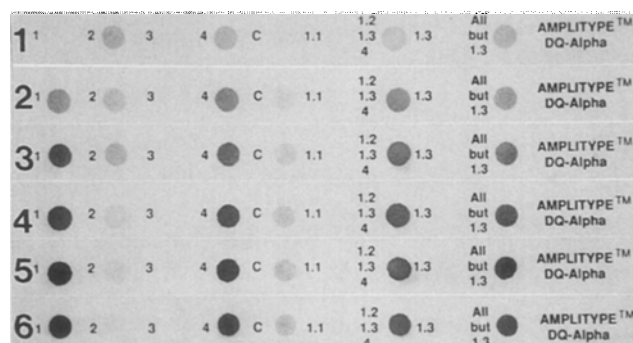 1 1 2 3 4 C 1.1 1.2 1.3 4 1.3 All but 1.3 AMPLITYPE™ DQ-Alpha
2 1 2 3 4 C 1.1 1.2 1.3 4 1.3 All but 1.3 AMPLITYPE™ DQ-Alpha
3 1 2 3 4 C 1.1 1.2 1.3 4 1.3 All but 1.3 AMPLITYPE™ DQ-Alpha
4 1 2 3 4 C 1.1 1.2 1.3 4 1.3 All but 1.3 AMPLITYPE™ DQ-Alpha
5 1 2 3 4 C 1.1 1.2 1.3 4 1.3 All but 1.3 AMPLITYPE™ DQ-Alpha
6 1 2 3 4 C 1.1 1.2 1.3 4 1.3 All but 1.3 AMPLITYPE™ DQ-Alpha